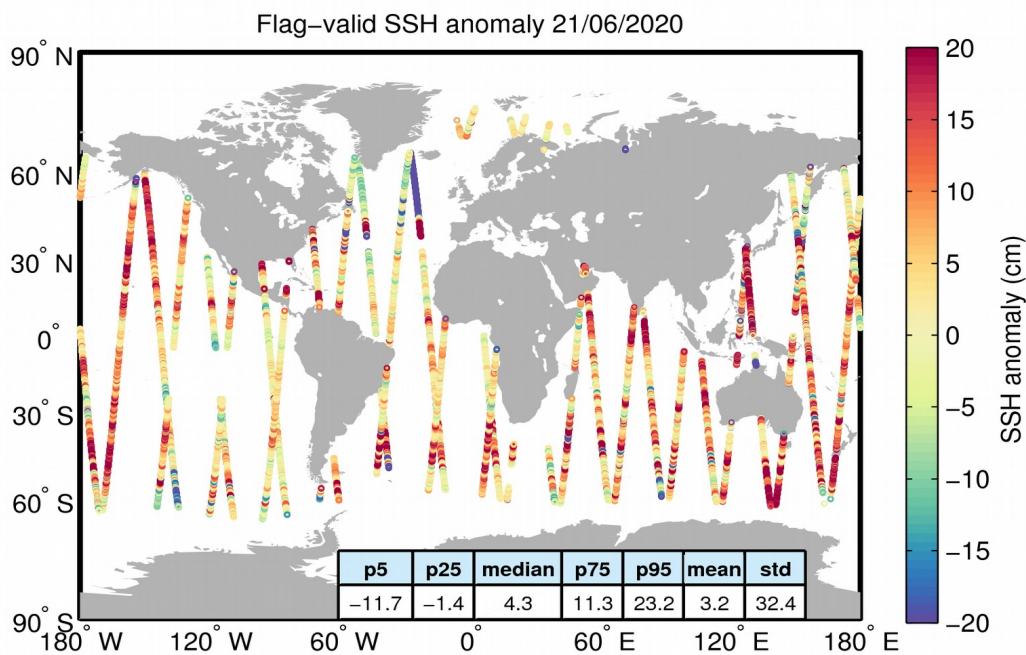 Flag−valid SSH anomaly 21/06/2020
90° N
60° N
30° N
0°
30° S
60° S
90° S
180° W
120° W
60° W
0°
60° E
120° E
180° E
p5 p25 median p75 p95 mean std
−11.7 −1.4 4.3 11.3 23.2 3.2 32.4
20
15
10
5
0
−5
−10
−15
−20
SSH anomaly (cm)